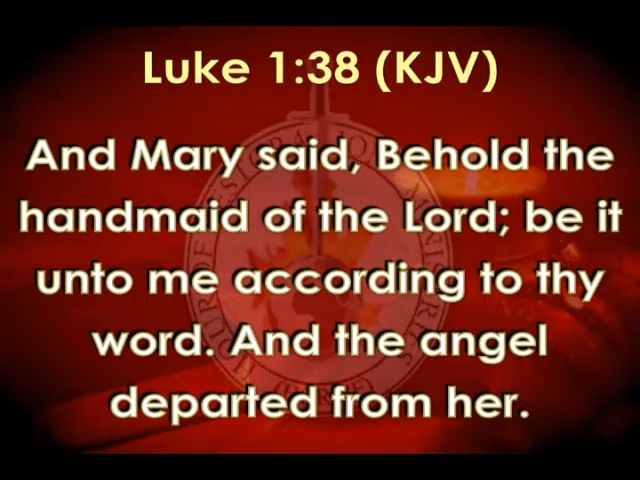 Luke 1:38 (KJV)
And Mary said, Behold the
handmaid of the Lord; be it
unto me according to thy
word. And the angel
departed from her.